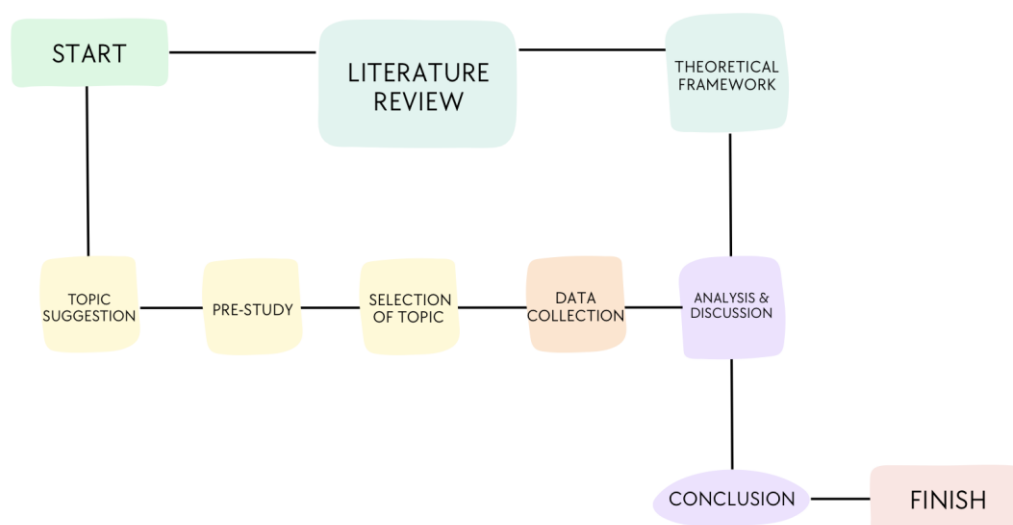 START
LITERATURE
REVIEW
THEORETICAL
FRAMEWORK
TOPIC
SUGGESTION
PRE-STUDY
SELECTION
OF TOPIC
DATA
COLLECTION
ANALYSIS &
DISCUSSION
CONCLUSION
FINISH